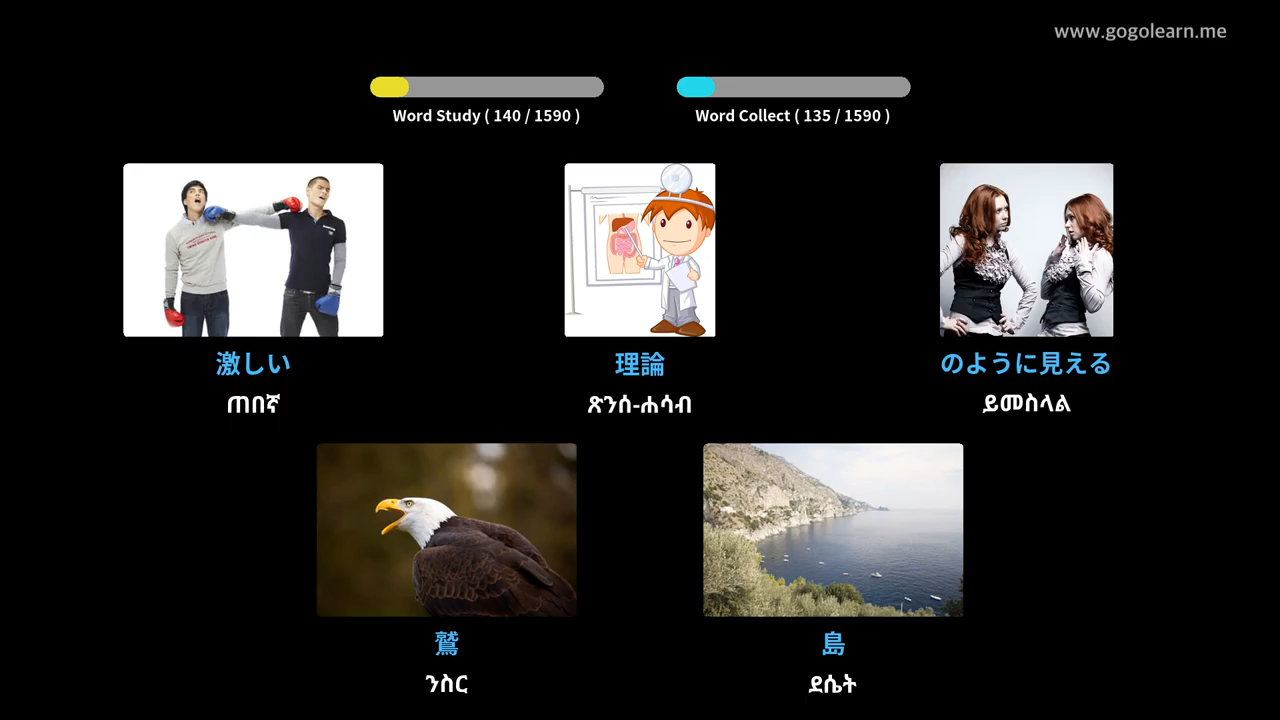 www.gogolearn.me
Word Study ( 140 / 1590 )
Word Collect ( 135 / 1590 )
激しい
理論
のように見える
ጠበኛ
ጽንሰ-ሐሳብ
ይመስላል
鷲
島
ንስር
ደሴት